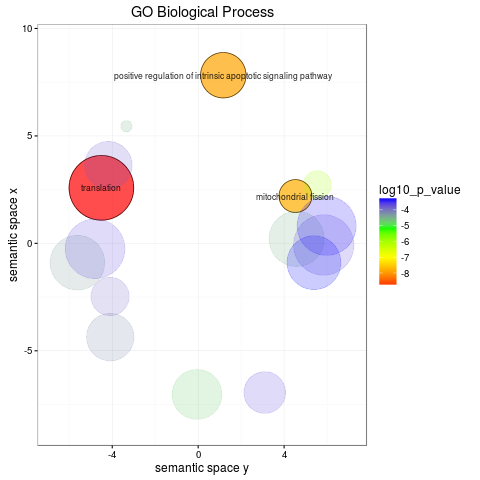 GO Biological Process
10
positive regulation of intrinsic apoptotic signaling pathway
5
translation
mitochondrial fission
0
-5
-4
0
4
semantic space y
semantic space x
log10_p_value
-4
-5
-6
-7
-8